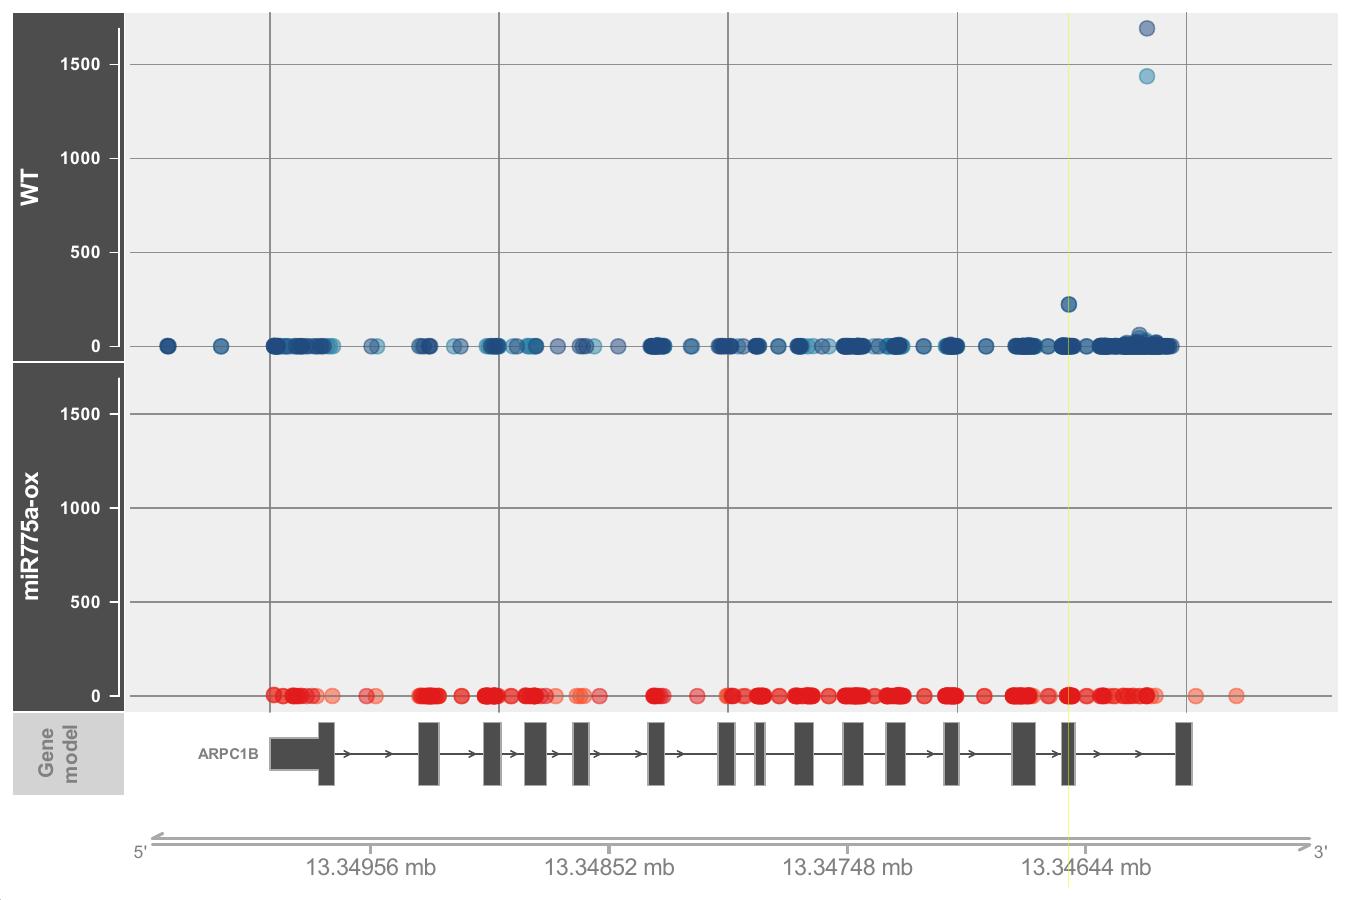 WT
1500
1000
500
0
miR775a-ox
1500
1000
500
0
Gene
model
ARPC1B
5'
3'
13.34956 mb
13.34852 mb
13.34748 mb
13.34644 mb